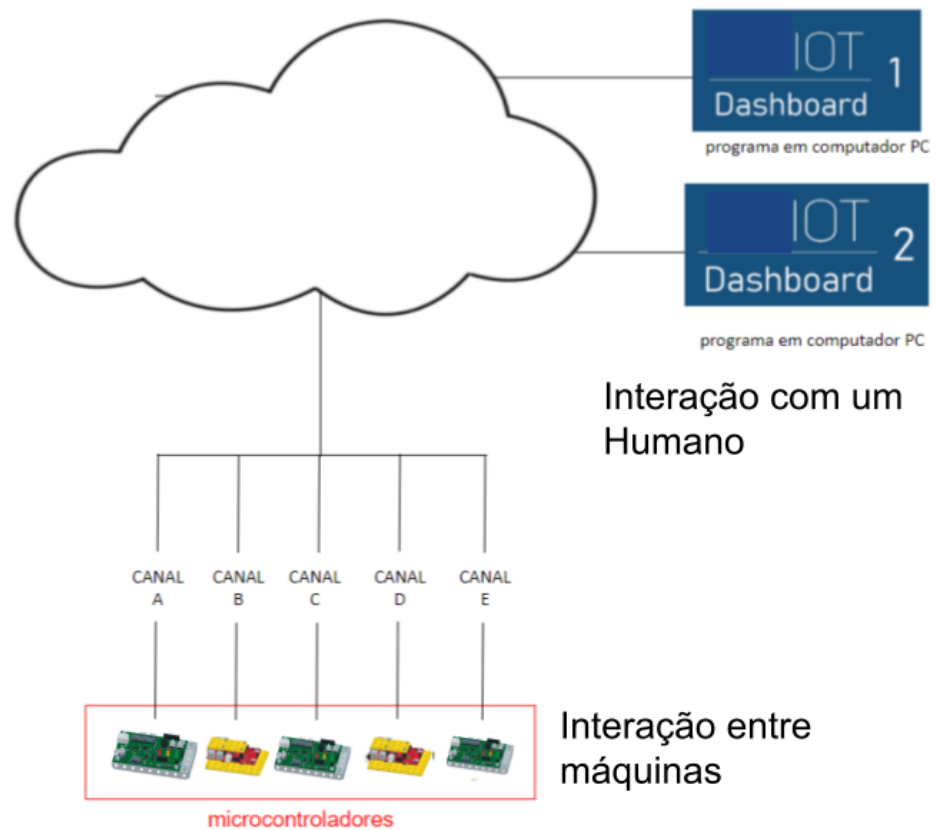 IOT 1
Dashboard
programa em computador PC
IOT 2
Dashboard
programa em computador PC
Interação com um
Humano
CANAL CANAL CANAL CANAL CANAL
A B C D E
Interação entre
máquinas
microcontroladores